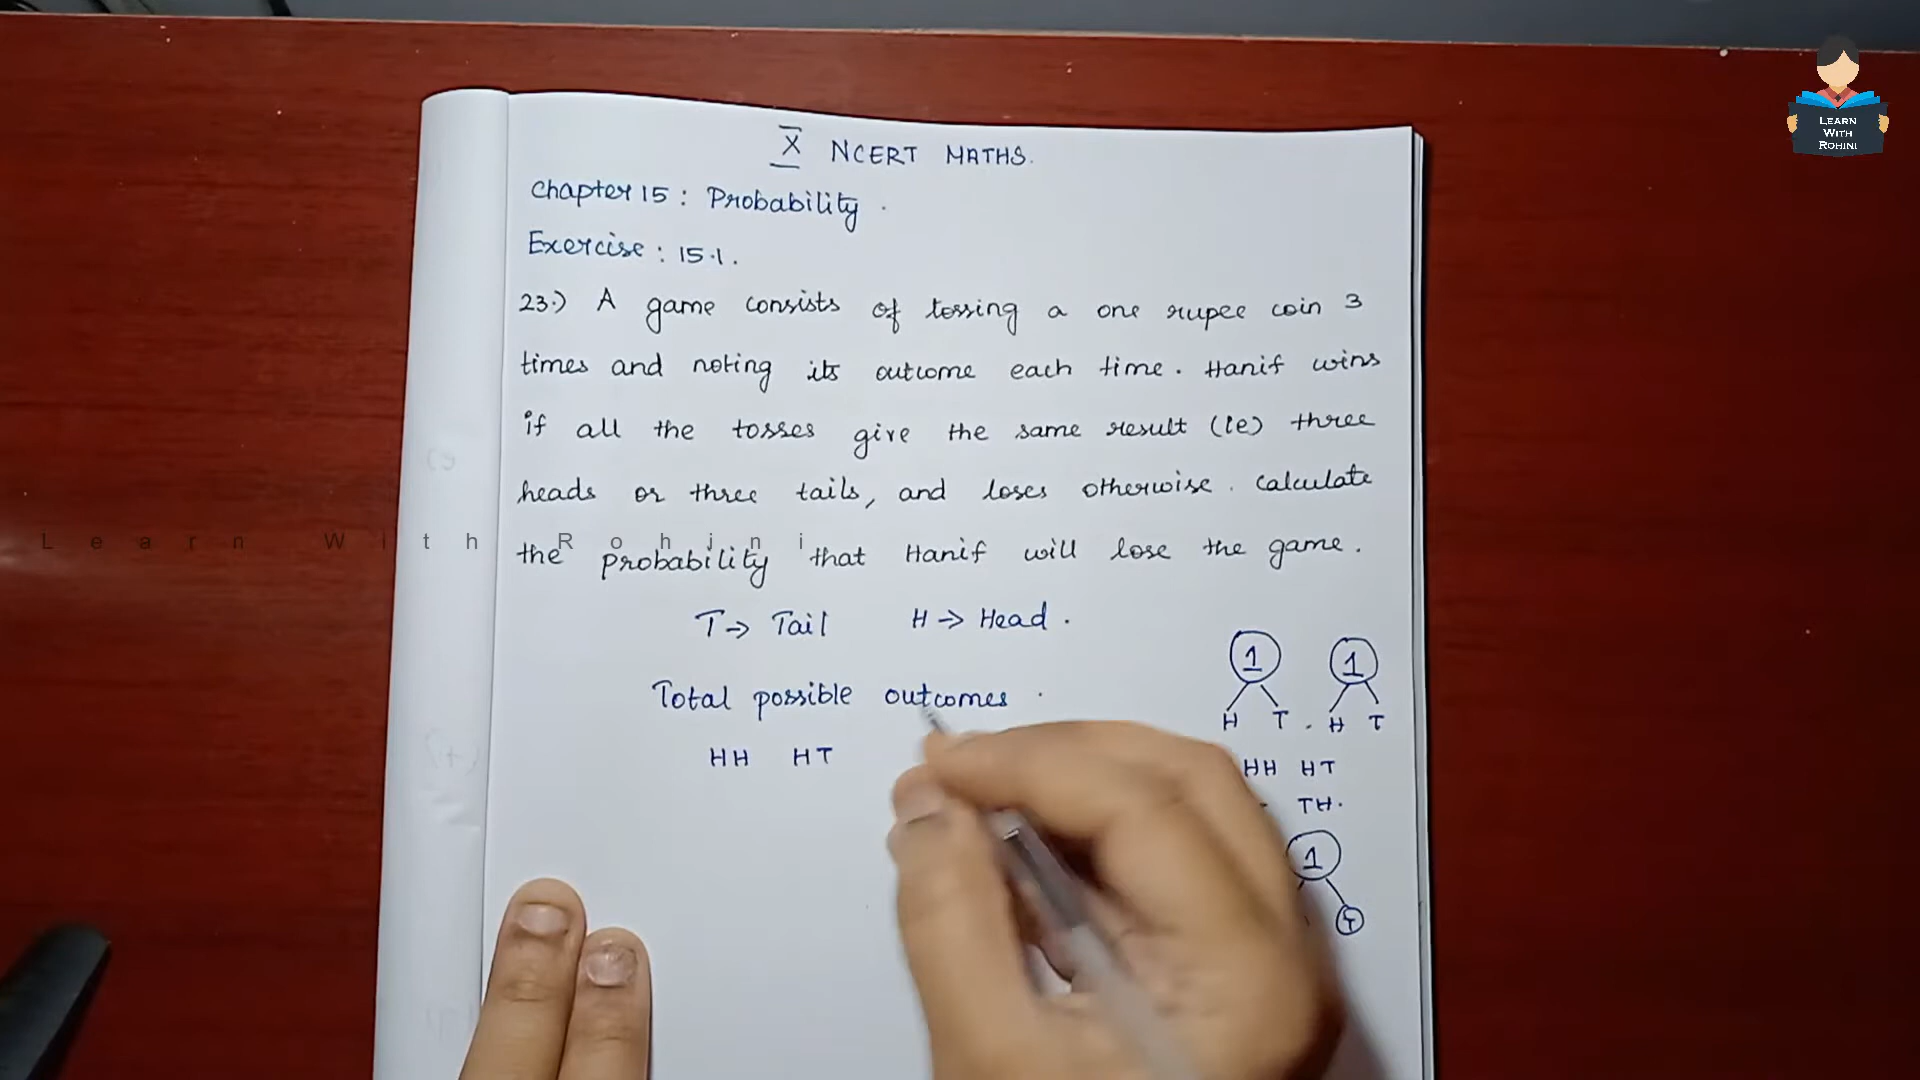 LEARN
WITH
ROHINI
X NCERT MATHS.
Chapter 15 : Probability .
Exercise : 15.1 .
23.) A game consists of tossing a one rupee coin 3
times and noting its outcome each time. Hanif wins
if all the tosses give the same result (ie) three
heads or three tails, and loses otherwise. Calculate
Learn With Rohini
the probability that Hanif will lose the game.
T → Tail H → Head .
1 1
Total possible outcomes .
H T . H T
HH HT
HH HT
TH.
1
T